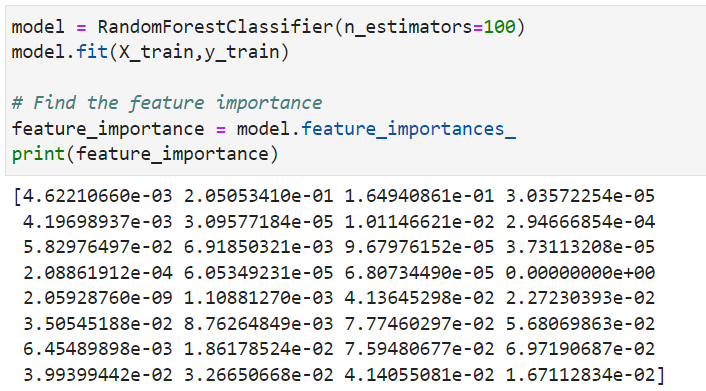 model = RandomForestClassifier(n_estimators=100)
model.fit(X_train,y_train)
# Find the feature importance
feature_importance = model.feature_importances_
print(feature_importance)
[4.62210660e-03 2.05053410e-01 1.64940861e-01 3.03572254e-05
4.19698937e-03 3.09577184e-05 1.01146621e-02 2.94666854e-04
5.82976497e-02 6.91850321e-03 9.67976152e-05 3.73113208e-05
2.08861912e-04 6.05349231e-05 6.80734490e-05 0.00000000e+00
2.05928760e-09 1.10881270e-03 4.13645298e-02 2.27230393e-02
3.50545188e-02 8.76264849e-03 7.77460297e-02 5.68069863e-02
6.45489898e-03 1.86178524e-02 7.59480677e-02 6.97190687e-02
3.99399442e-02 3.26650668e-02 4.14055081e-02 1.67112834e-02]